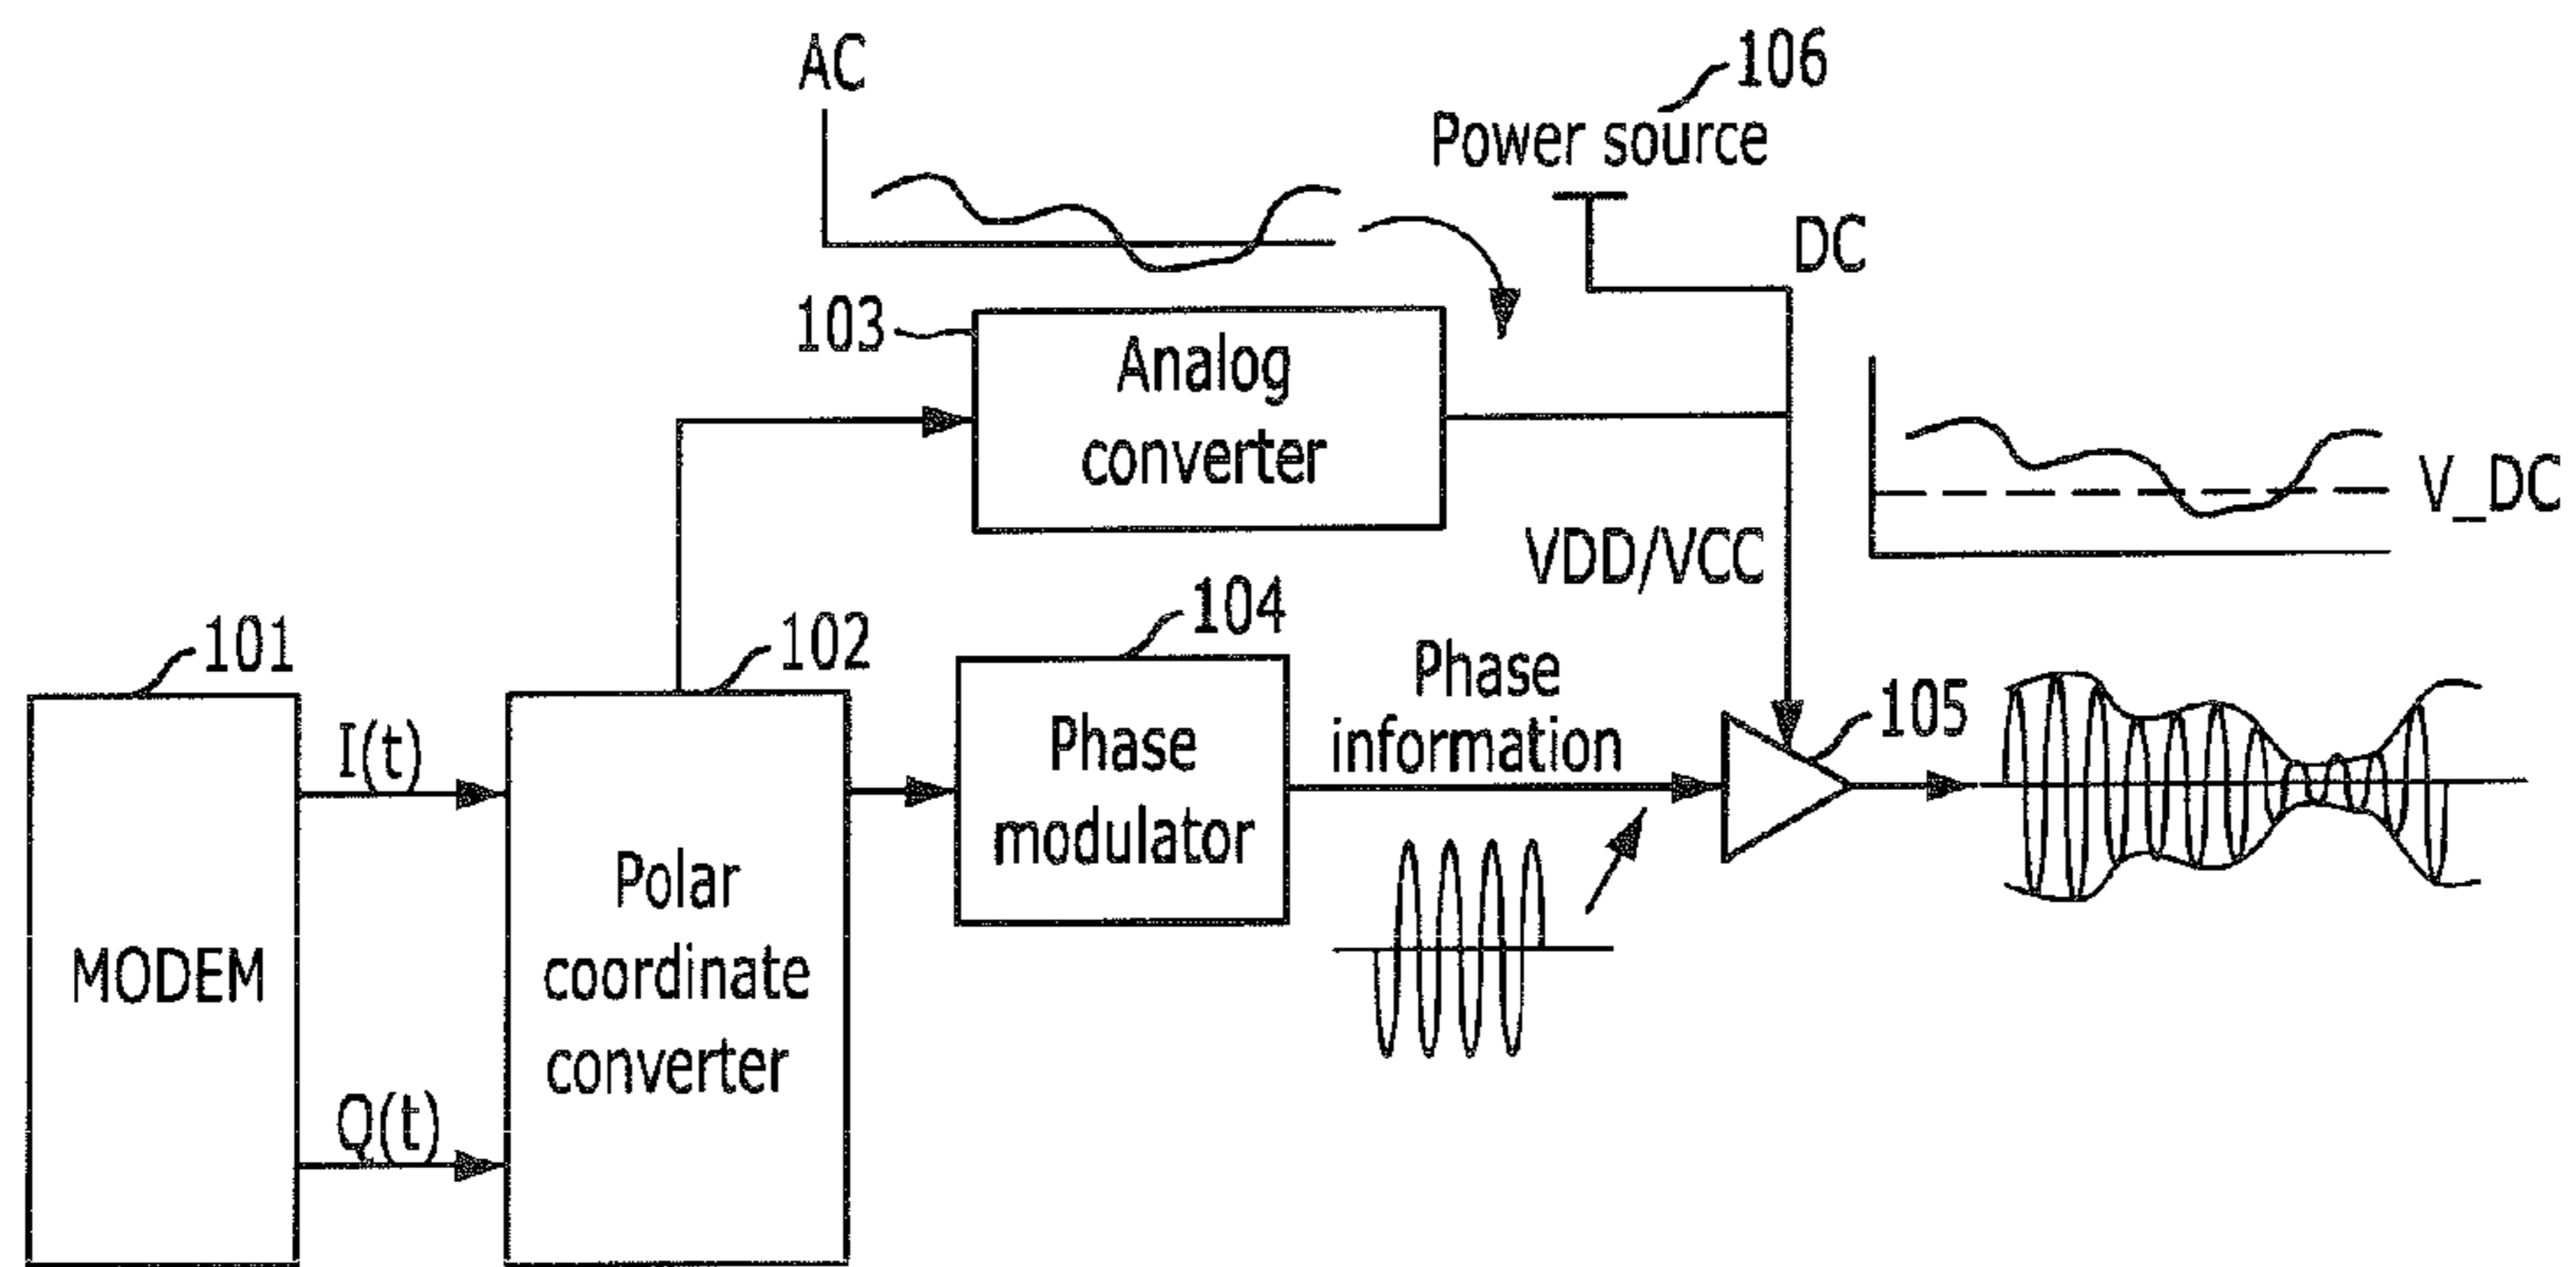 AC
106
Power source
DC
103
Analog
converter
V_DC
VDD/VCC
101
102
104
Phase
information
105
I(t)
Phase
modulator
Polar
coordinate
converter
MODEM
Q(t)